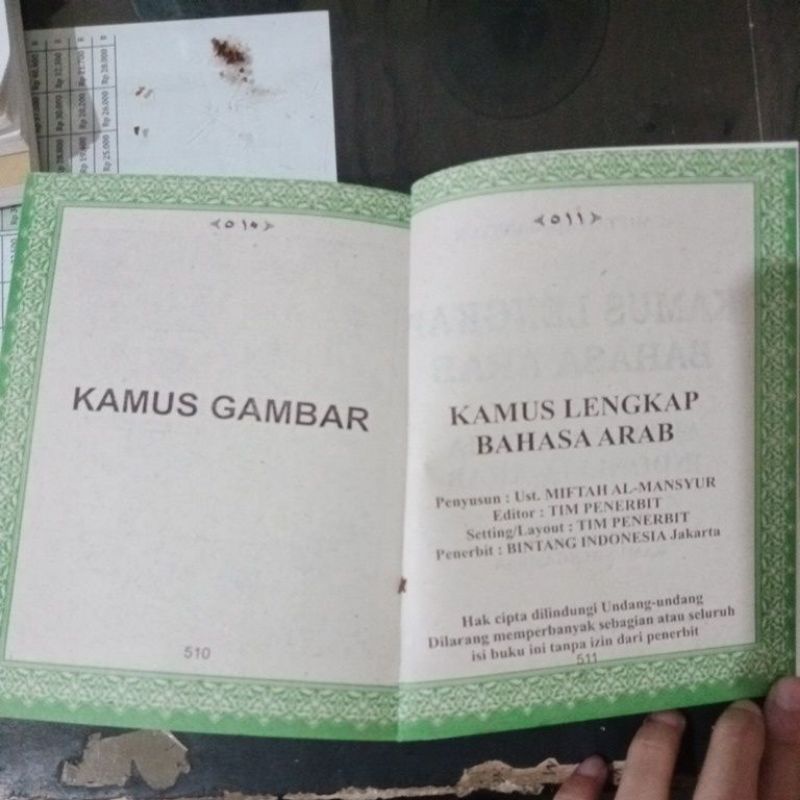 ٥١٠
KAMUS GAMBAR
510
٥١١
KAMUS LENGKAP
BAHASA ARAB
Penyusun : Ust. MIFTAH AL-MANSYUR
Editor : TIM PENERBIT
Setting/Layout : TIM PENERBIT
Penerbit : BINTANG INDONESIA Jakarta
Hak cipta dilindungi Undang-undang
Dilarang memperbanyak sebagian atau seluruh
isi buku ini tanpa izin dari penerbit
511